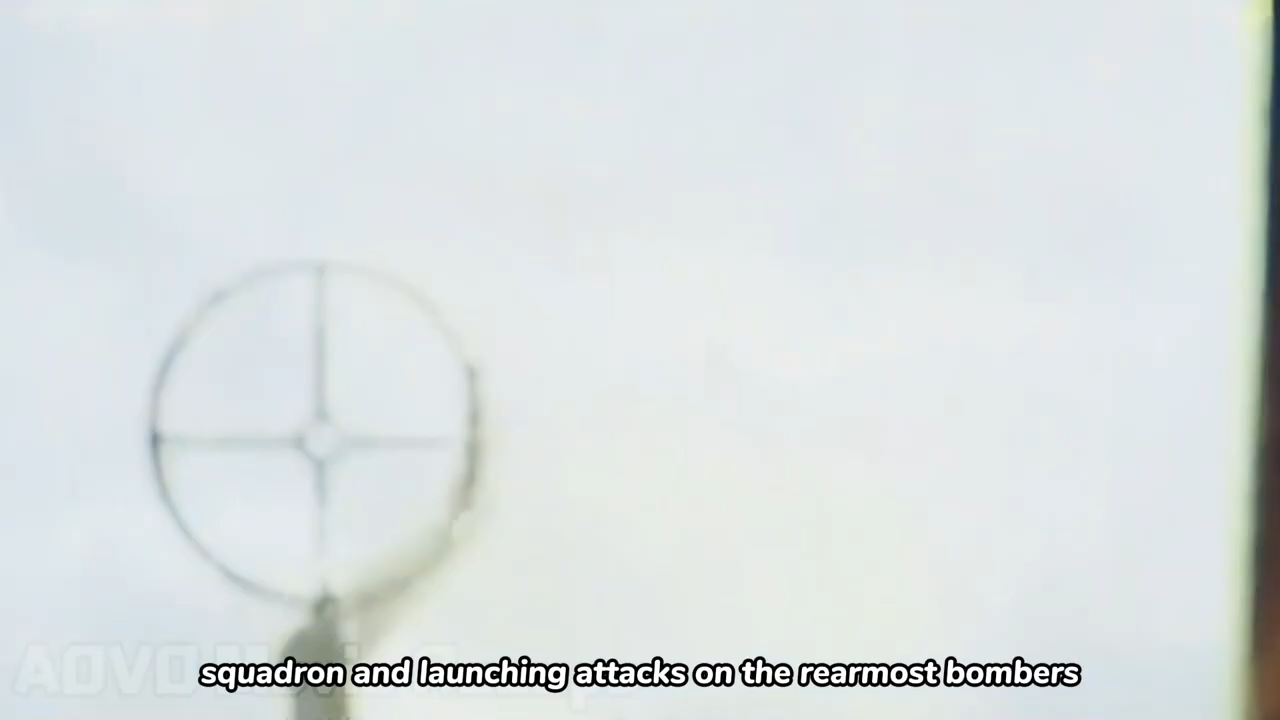 squadron and launching attacks on the rearmost bombers